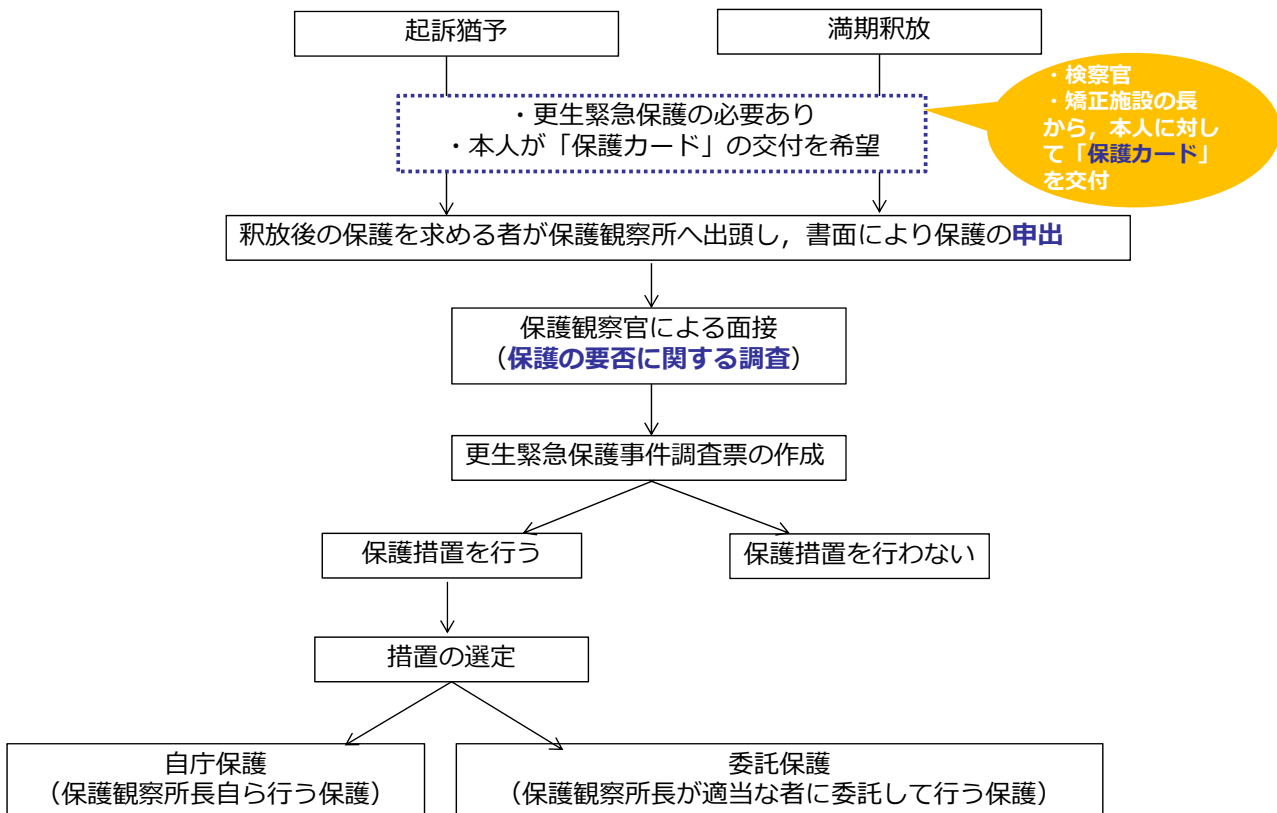 起訴猶予
満期釈放
・検察官
・矯正施設の長
から，本人に対し
て「保護カード」
を交付
・更生緊急保護の必要あり
・本人が「保護カード」の交付を希望
釈放後の保護を求める者が保護観察所へ出頭し，書面により保護の申出
保護観察官による面接
（保護の要否に関する調査）
更生緊急保護事件調査票の作成
保護措置を行う
保護措置を行わない
措置の選定
自庁保護
（保護観察所長自ら行う保護）
委託保護
（保護観察所長が適当な者に委託して行う保護）